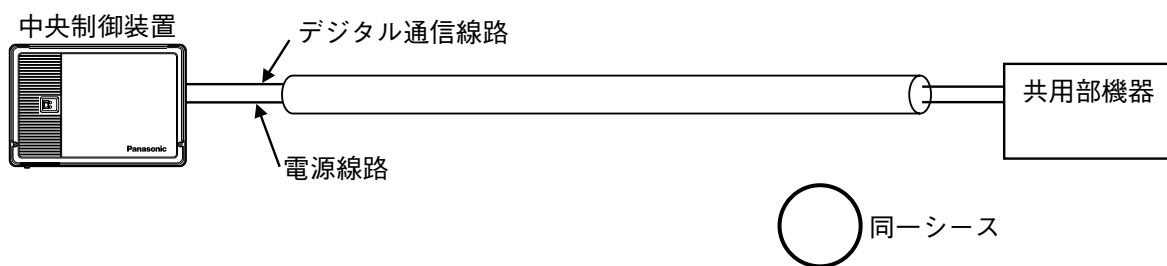 中央制御装置
デジタル通信線路
共用部機器
Panasonic
電源線路
同一シース